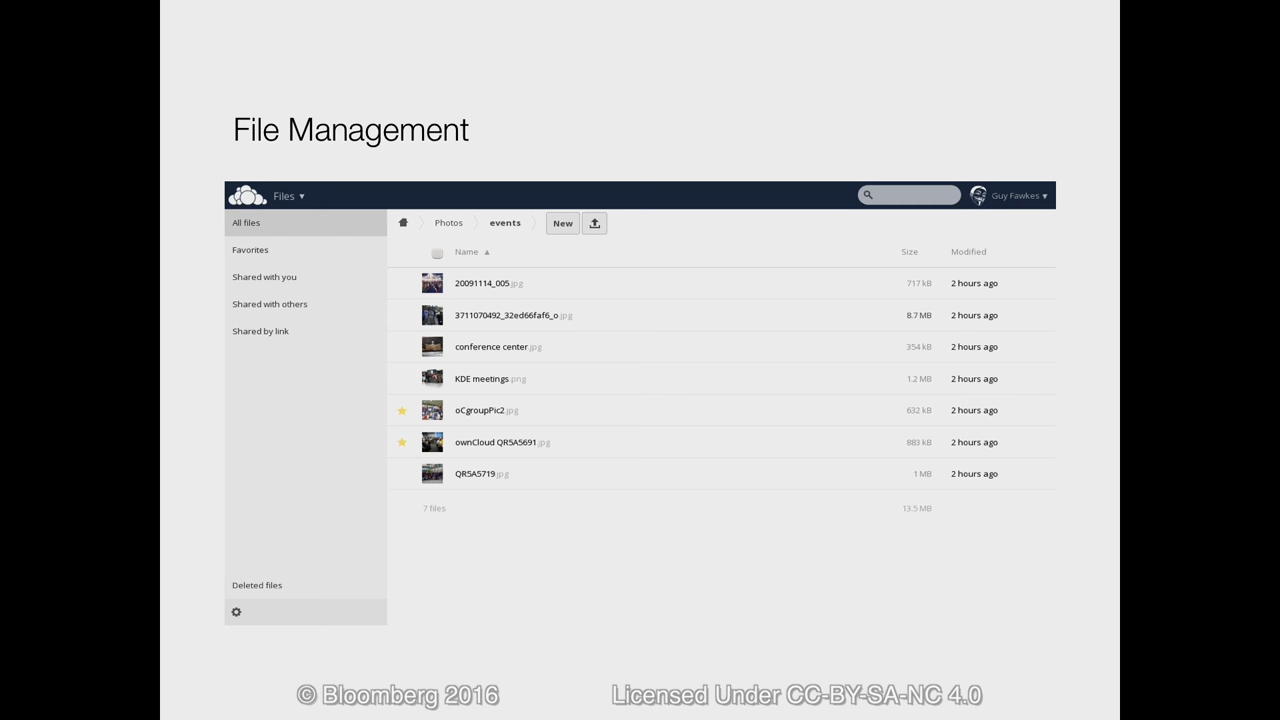 File Management
Files ▾
Guy Fawkes ▾
All files
Favorites
Shared with you
Shared with others
Shared by link
Deleted files
Photos events New
Name ▲ Size Modified
20091114_005.jpg 717 kB 2 hours ago
3711070492_32ed66faf6_o.jpg 8.7 MB 2 hours ago
conference center.jpg 354 kB 2 hours ago
KDE meetings.png 1.2 MB 2 hours ago
oCgroupPic2.jpg 632 kB 2 hours ago
ownCloud QR5A5691.jpg 883 kB 2 hours ago
QR5A5719.jpg 1 MB 2 hours ago
7 files 13.5 MB
© Bloomberg 2016 Licensed Under CC-BY-SA-NC 4.0